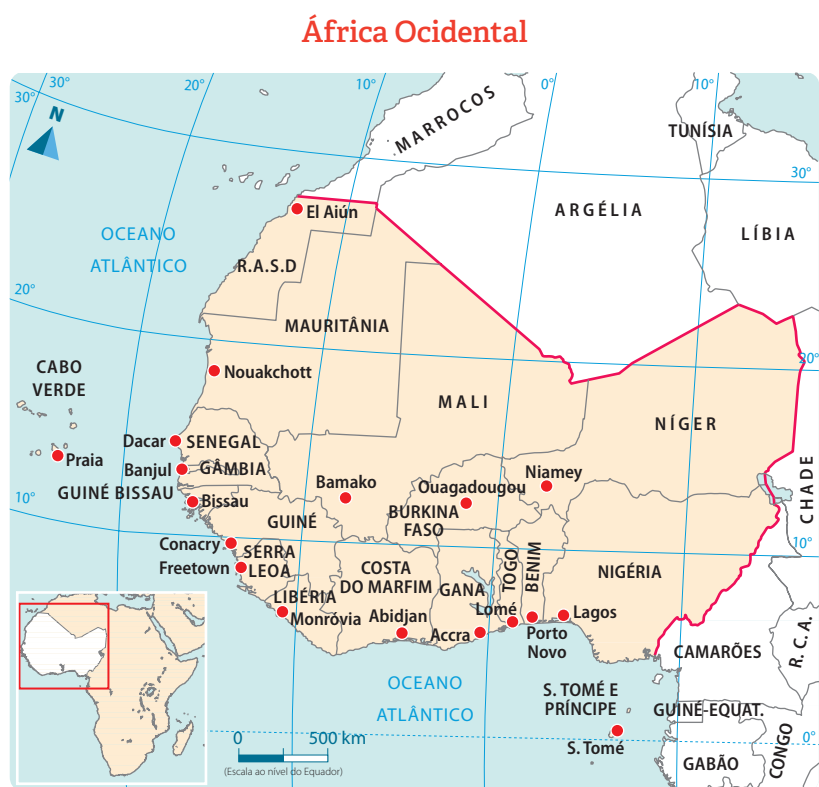 África Ocidental
30°
30°
20°
10°
0°
10°
N
MARROCOS
TUNÍSIA
30°
ARGÉLIA
LÍBIA
El Aiún
OCEANO
ATLÂNTICO
R.A.S.D
20°
MAURITÂNIA
20°
CABO
VERDE
Nouakchott
MALI
NÍGER
Dacar
SENEGAL
Praia
Banjul
GÂMBIA
GUINÉ BISSAU
Bissau
Bamako
Ouagadougou
Niamey
CHADE
10°
GUINÉ
BURKINA
FASO
Conacry
Freetown
SERRA
LEOA
COSTA
DO MARFIM
GANA
TOGO
BENIM
NIGÉRIA
10°
LIBÉRIA
Monróvia
Abidjan
Accra
Lomé
Porto
Novo
Lagos
CAMARÕES
R. C. A.
OCEANO
ATLÂNTICO
S. TOMÉ E
PRÍNCIPE
GUINÉ-EQUAT.
S. Tomé
GABÃO
CONGO
0°
0 500 km
(Escala ao nível do Equador)